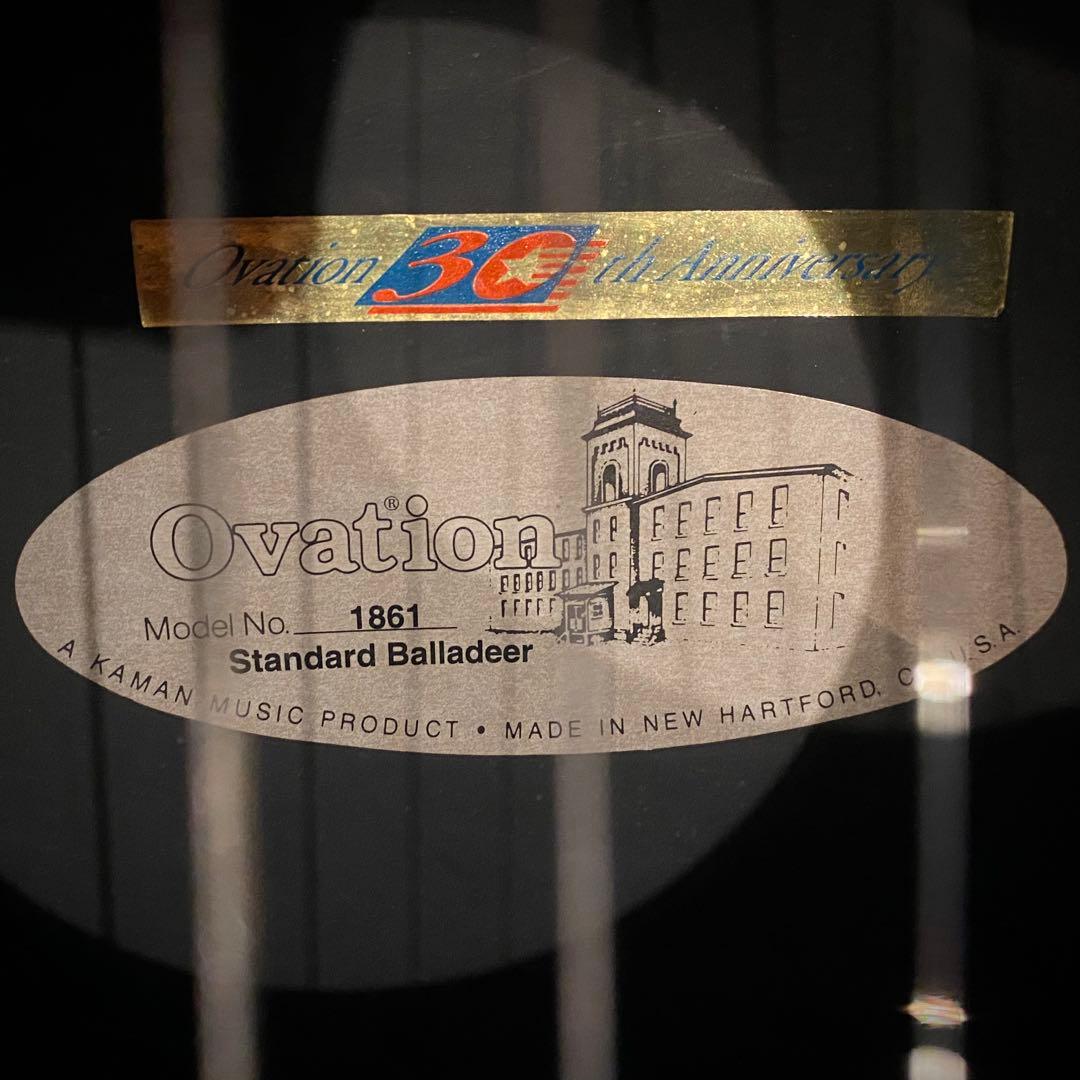 Ovation 30th Anniversary
Ovation®
Model No. 1861
Standard Balladeer
A KAMAN MUSIC PRODUCT • MADE IN NEW HARTFORD, U.S.A.